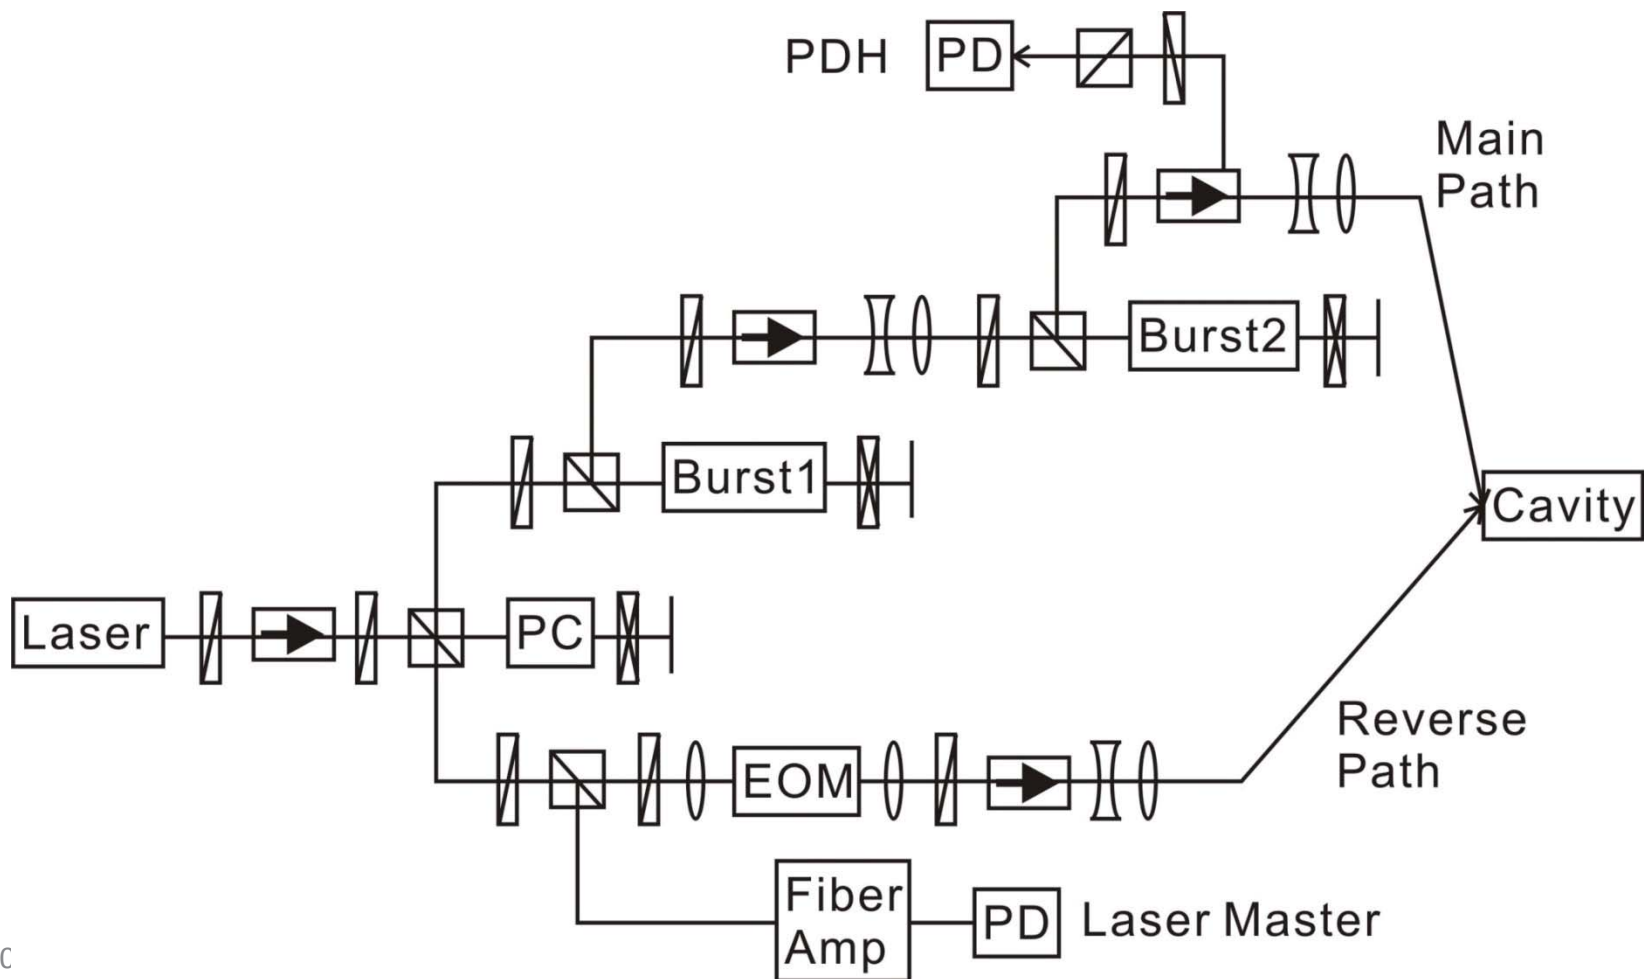 PDH PD
Main
Path
Burst2
Burst1
Cavity
Laser PC
Reverse
Path
EOM
Fiber
Amp
PD Laser Master